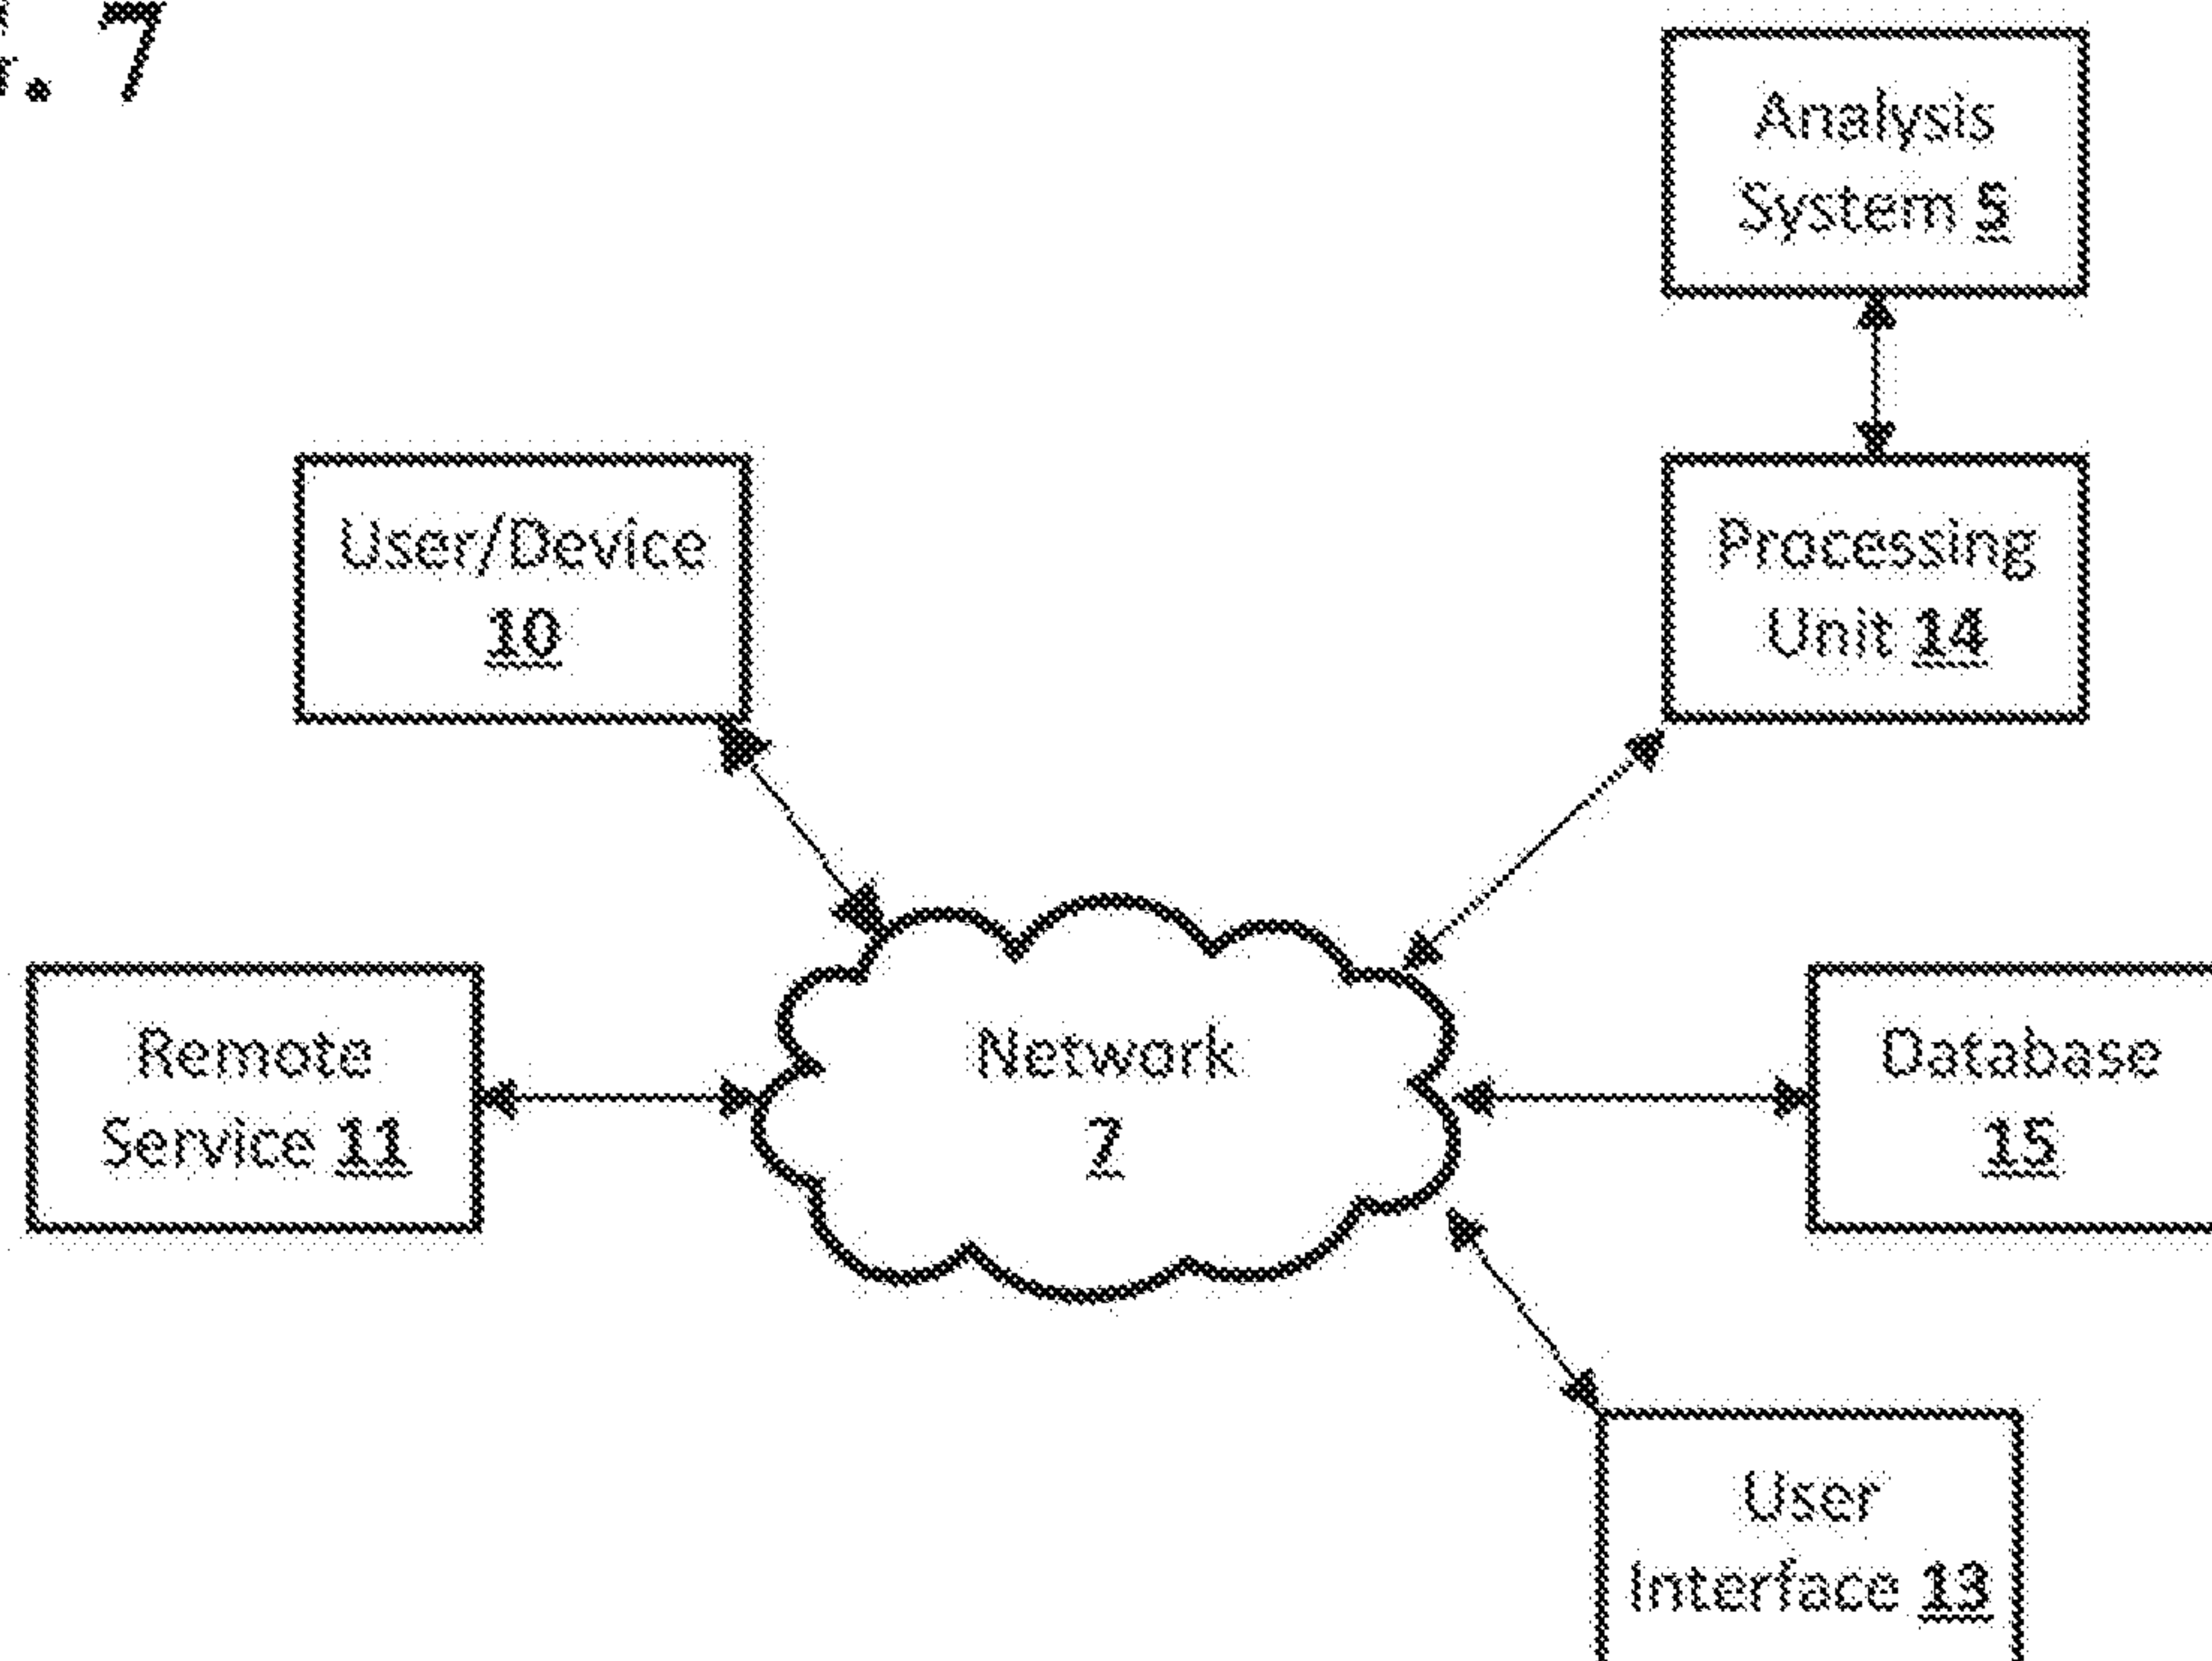 . 7
Analysis
System 5
User/Device
10
Processing
Unit 14
Remote
Service 11
Network
7
Database
15
User
Interface 13